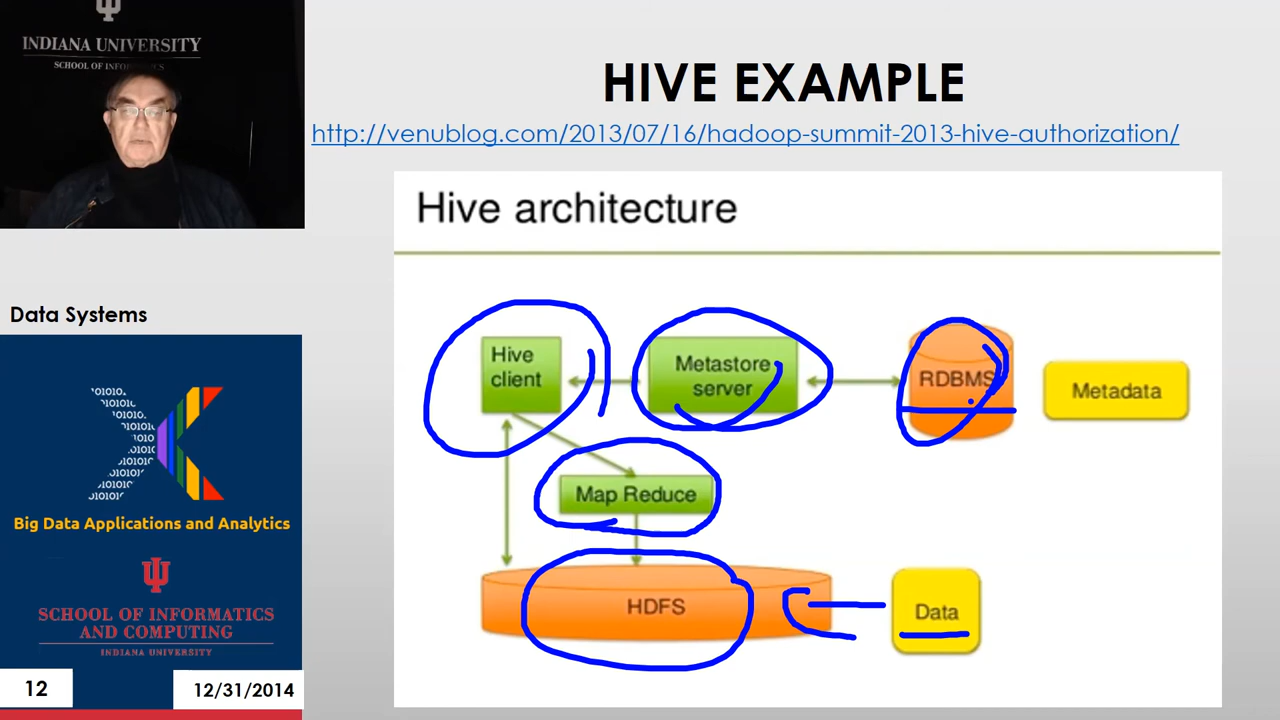 INDIANA UNIVERSITY
SCHOOL OF INFORMATICS
HIVE EXAMPLE
http://venublog.com/2013/07/16/hadoop-summit-2013-hive-authorization/
Hive architecture
Hive
client
Metastore
server
RDBMS
Metadata
Map Reduce
HDFS
Data
Data Systems
Big Data Applications and Analytics
SCHOOL OF INFORMATICS
AND COMPUTING
INDIANA UNIVERSITY
12
12/31/2014